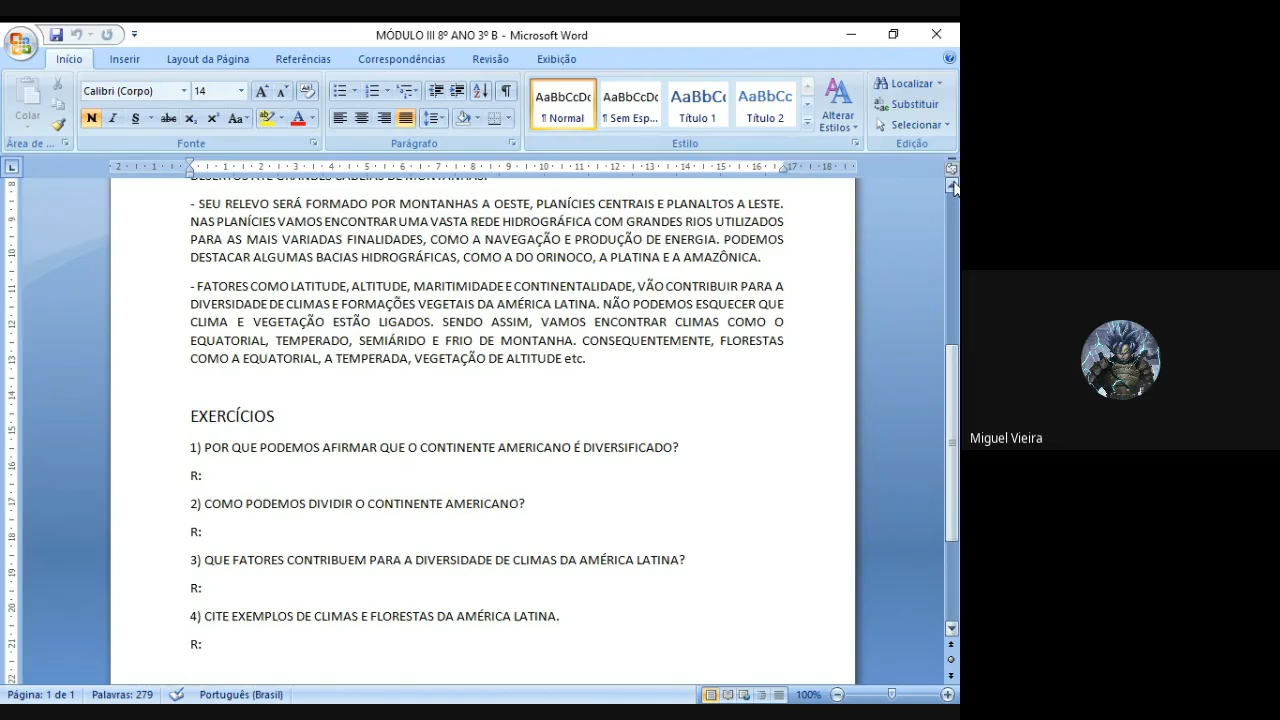 MÓDULO III 8º ANO 3º B - Microsoft Word
Início Inserir Layout da Página Referências Correspondências Revisão Exibição
Colar
Calibri (Corpo) 14
AaBbCcDc AaBbCcDc AaBbCc AaBbCc
¶ Normal ¶ Sem Esp... Título 1 Título 2
Alterar Estilos
Localizar
Substituir
Selecionar
Área de ... Fonte Parágrafo Estilo Edição
- SEU RELEVO SERÁ FORMADO POR MONTANHAS A OESTE, PLANÍCIES CENTRAIS E PLANALTOS A LESTE.
NAS PLANÍCIES VAMOS ENCONTRAR UMA VASTA REDE HIDROGRÁFICA COM GRANDES RIOS UTILIZADOS
PARA AS MAIS VARIADAS FINALIDADES, COMO A NAVEGAÇÃO E PRODUÇÃO DE ENERGIA. PODEMOS
DESTACAR ALGUMAS BACIAS HIDROGRÁFICAS, COMO A DO ORINOCO, A PLATINA E A AMAZÔNICA.
- FATORES COMO LATITUDE, ALTITUDE, MARITIMIDADE E CONTINENTALIDADE, VÃO CONTRIBUIR PARA A
DIVERSIDADE DE CLIMAS E FORMAÇÕES VEGETAIS DA AMÉRICA LATINA. NÃO PODEMOS ESQUECER QUE
CLIMA E VEGETAÇÃO ESTÃO LIGADOS. SENDO ASSIM, VAMOS ENCONTRAR CLIMAS COMO O
EQUATORIAL, TEMPERADO, SEMIÁRIDO E FRIO DE MONTANHA. CONSEQUENTEMENTE, FLORESTAS
COMO A EQUATORIAL, A TEMPERADA, VEGETAÇÃO DE ALTITUDE etc.
EXERCÍCIOS
1) POR QUE PODEMOS AFIRMAR QUE O CONTINENTE AMERICANO É DIVERSIFICADO?
R:
2) COMO PODEMOS DIVIDIR O CONTINENTE AMERICANO?
R:
3) QUE FATORES CONTRIBUEM PARA A DIVERSIDADE DE CLIMAS DA AMÉRICA LATINA?
R:
4) CITE EXEMPLOS DE CLIMAS E FLORESTAS DA AMÉRICA LATINA.
R:
Miguel Vieira
Página: 1 de 1 Palavras: 279 Português (Brasil) 100%